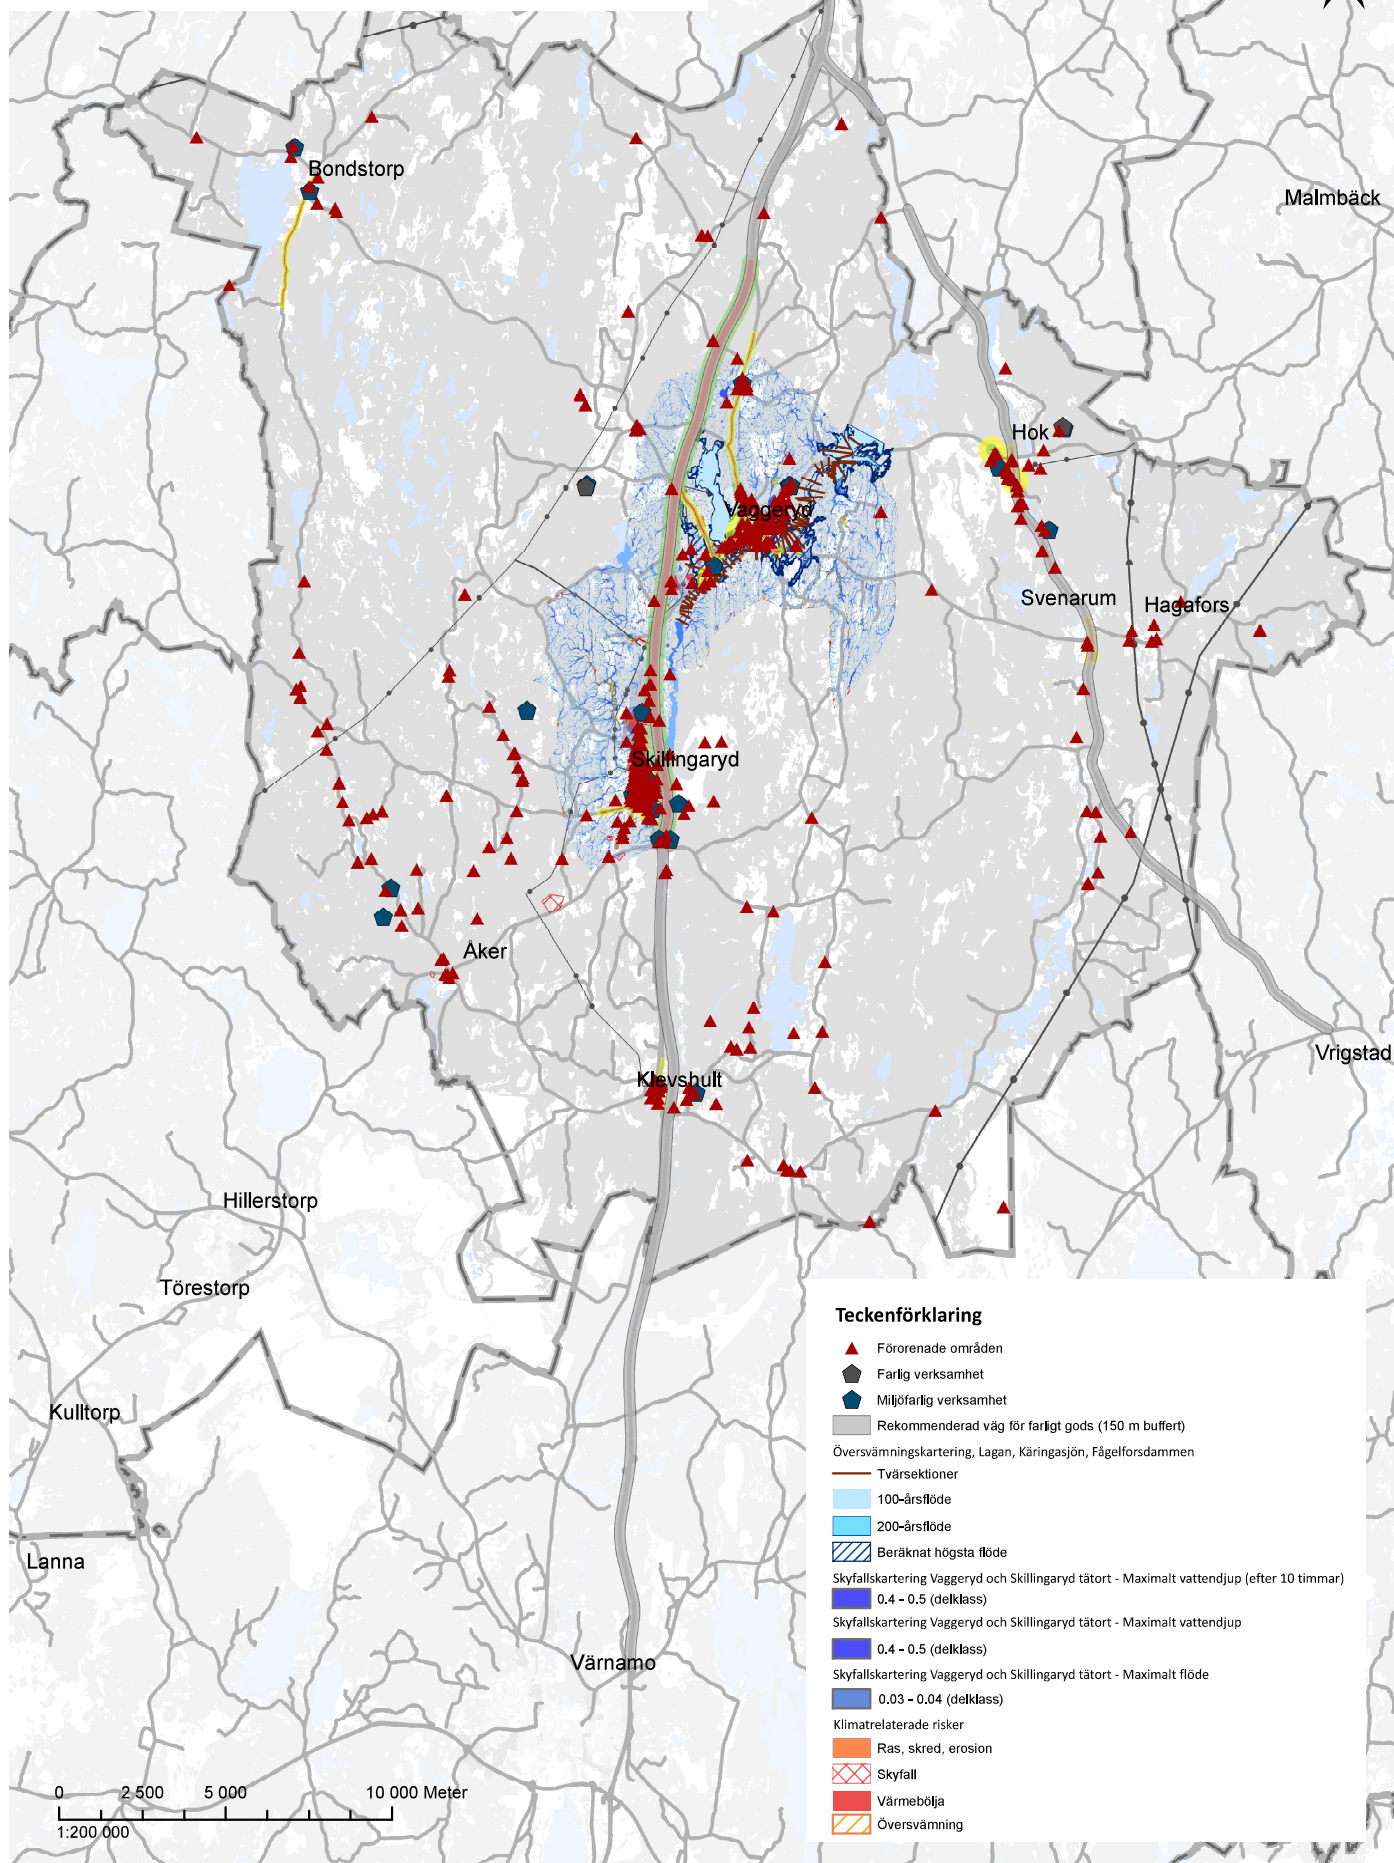 Bondstorp
Malmbäck
Hok
Vaggeryd
Svenarum
Hagafors
Skillingaryd
Åker
Vrigstad
Klevshult
Hillerstorp
Törestorp
Kulltorp
Lanna
Värnamo
0 2 500 5 000 10 000 Meter
1:200 000
Teckenförklaring
Förorenade områden
Farlig verksamhet
Miljöfarlig verksamhet
Rekommenderad väg för farligt gods (150 m buffert)
Översvämningskartering, Lagan, Käringasjön, Fågelforsdammen
Tvärsektioner
100-årsflöde
200-årsflöde
Beräknat högsta flöde
Skyfallskartering Vaggeryd och Skillingaryd tätort - Maximalt vattendjup (efter 10 timmar)
0.4 - 0.5 (delklass)
Skyfallskartering Vaggeryd och Skillingaryd tätort - Maximalt vattendjup
0.4 - 0.5 (delklass)
Skyfallskartering Vaggeryd och Skillingaryd tätort - Maximalt flöde
0.03 - 0.04 (delklass)
Klimatrelaterade risker
Ras, skred, erosion
Skyfall
Värmebölja
Översvämning